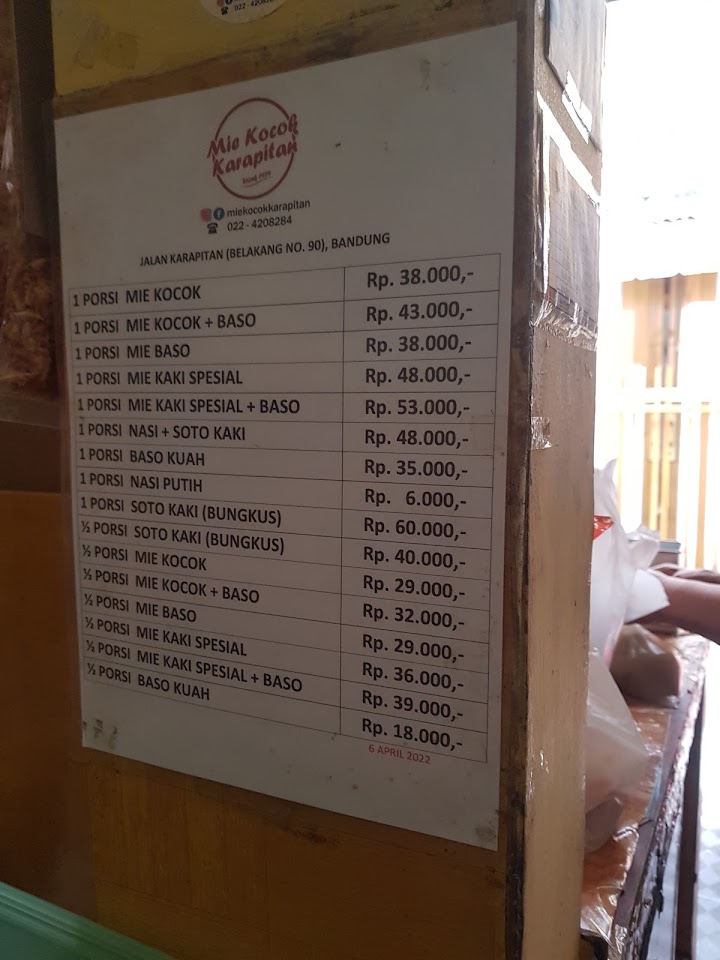 022 - 420828
Mie Kocok
Karapitan
miekocokkarapitan
022 - 4208284
JALAN KARAPITAN (BELAKANG NO. 90), BANDUNG
1 PORSI MIE KOCOK Rp. 38.000,-
1 PORSI MIE KOCOK + BASO Rp. 43.000,-
1 PORSI MIE BASO Rp. 38.000,-
1 PORSI MIE KAKI SPESIAL Rp. 48.000,-
1 PORSI MIE KAKI SPESIAL + BASO Rp. 53.000,-
1 PORSI NASI + SOTO KAKI Rp. 48.000,-
1 PORSI BASO KUAH Rp. 35.000,-
1 PORSI NASI PUTIH Rp. 6.000,-
1 PORSI SOTO KAKI (BUNGKUS) Rp. 60.000,-
½ PORSI SOTO KAKI (BUNGKUS) Rp. 40.000,-
½ PORSI MIE KOCOK Rp. 29.000,-
½ PORSI MIE KOCOK + BASO Rp. 32.000,-
½ PORSI MIE BASO Rp. 29.000,-
½ PORSI MIE KAKI SPESIAL Rp. 36.000,-
½ PORSI MIE KAKI SPESIAL + BASO Rp. 39.000,-
½ PORSI BASO KUAH Rp. 18.000,-
6 APRIL 2022